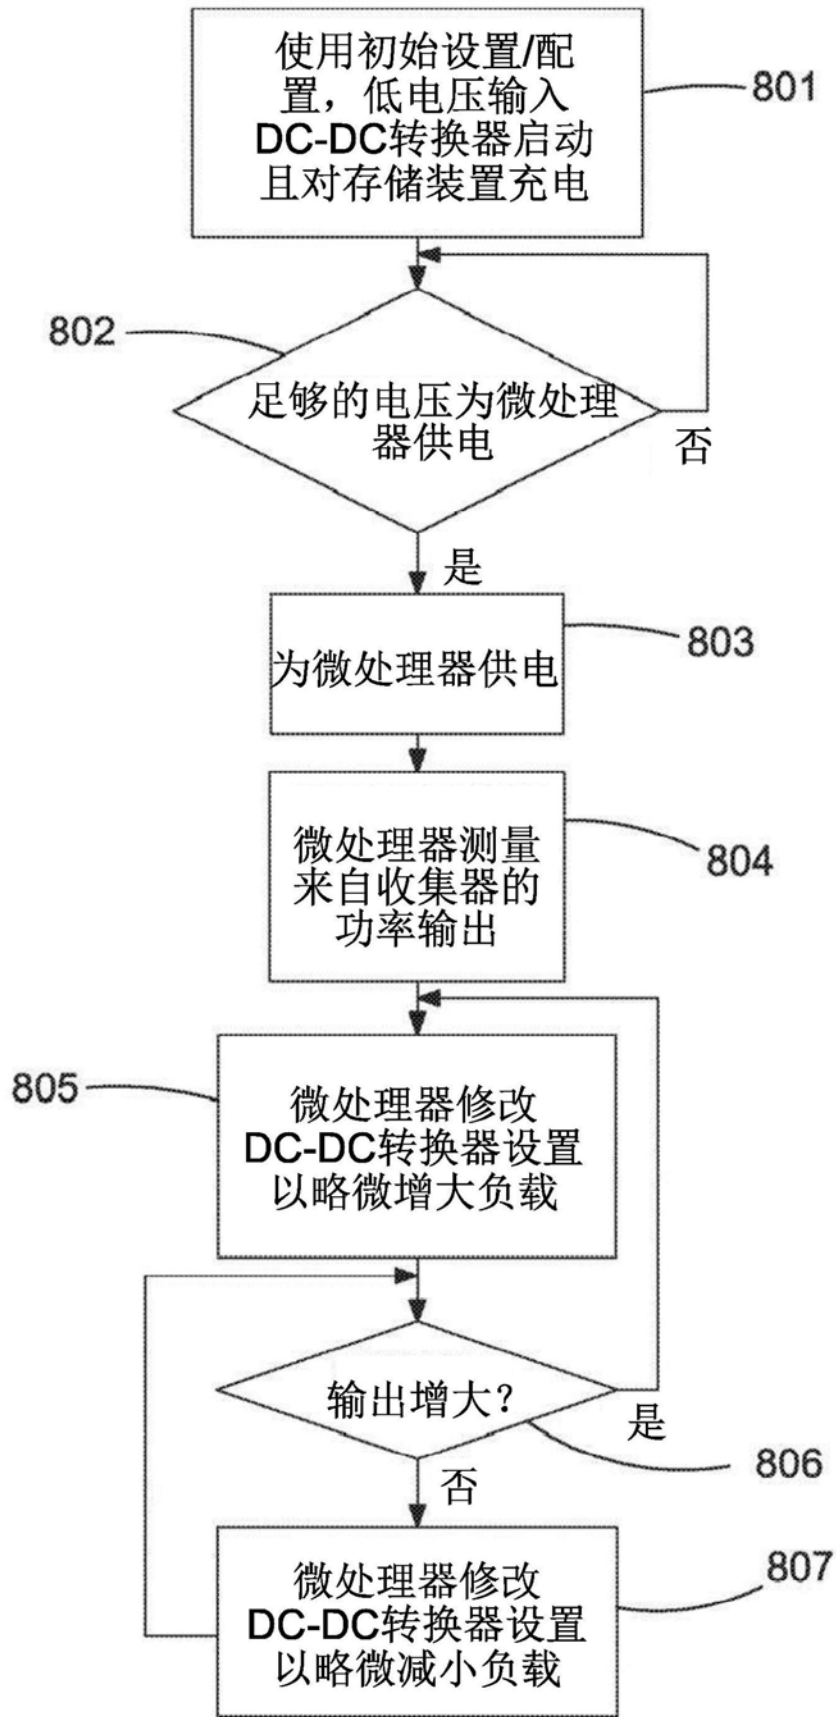 使用初始设置/配
置，低电压输入
DC-DC转换器启动
且对存储装置充电
801
802
足够的电压为微处理
器供电
否
是
为微处理器供电
803
微处理器测量
来自收集器的
功率输出
804
805
微处理器修改
DC-DC转换器设置
以略微增大负载
输出增大？
是
806
否
微处理器修改
DC-DC转换器设置
以略微减小负载
807